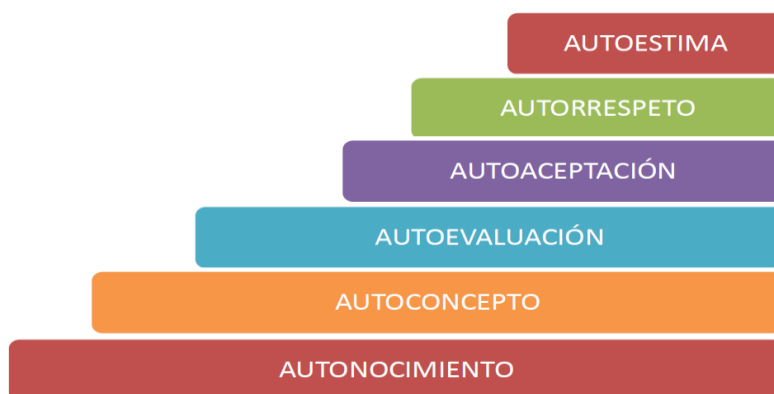 AUTOESTIMA
AUTORRESPETO
AUTOACEPTACIÓN
AUTOEVALUACIÓN
AUTOCONCEPTO
AUTONOCIMIENTO